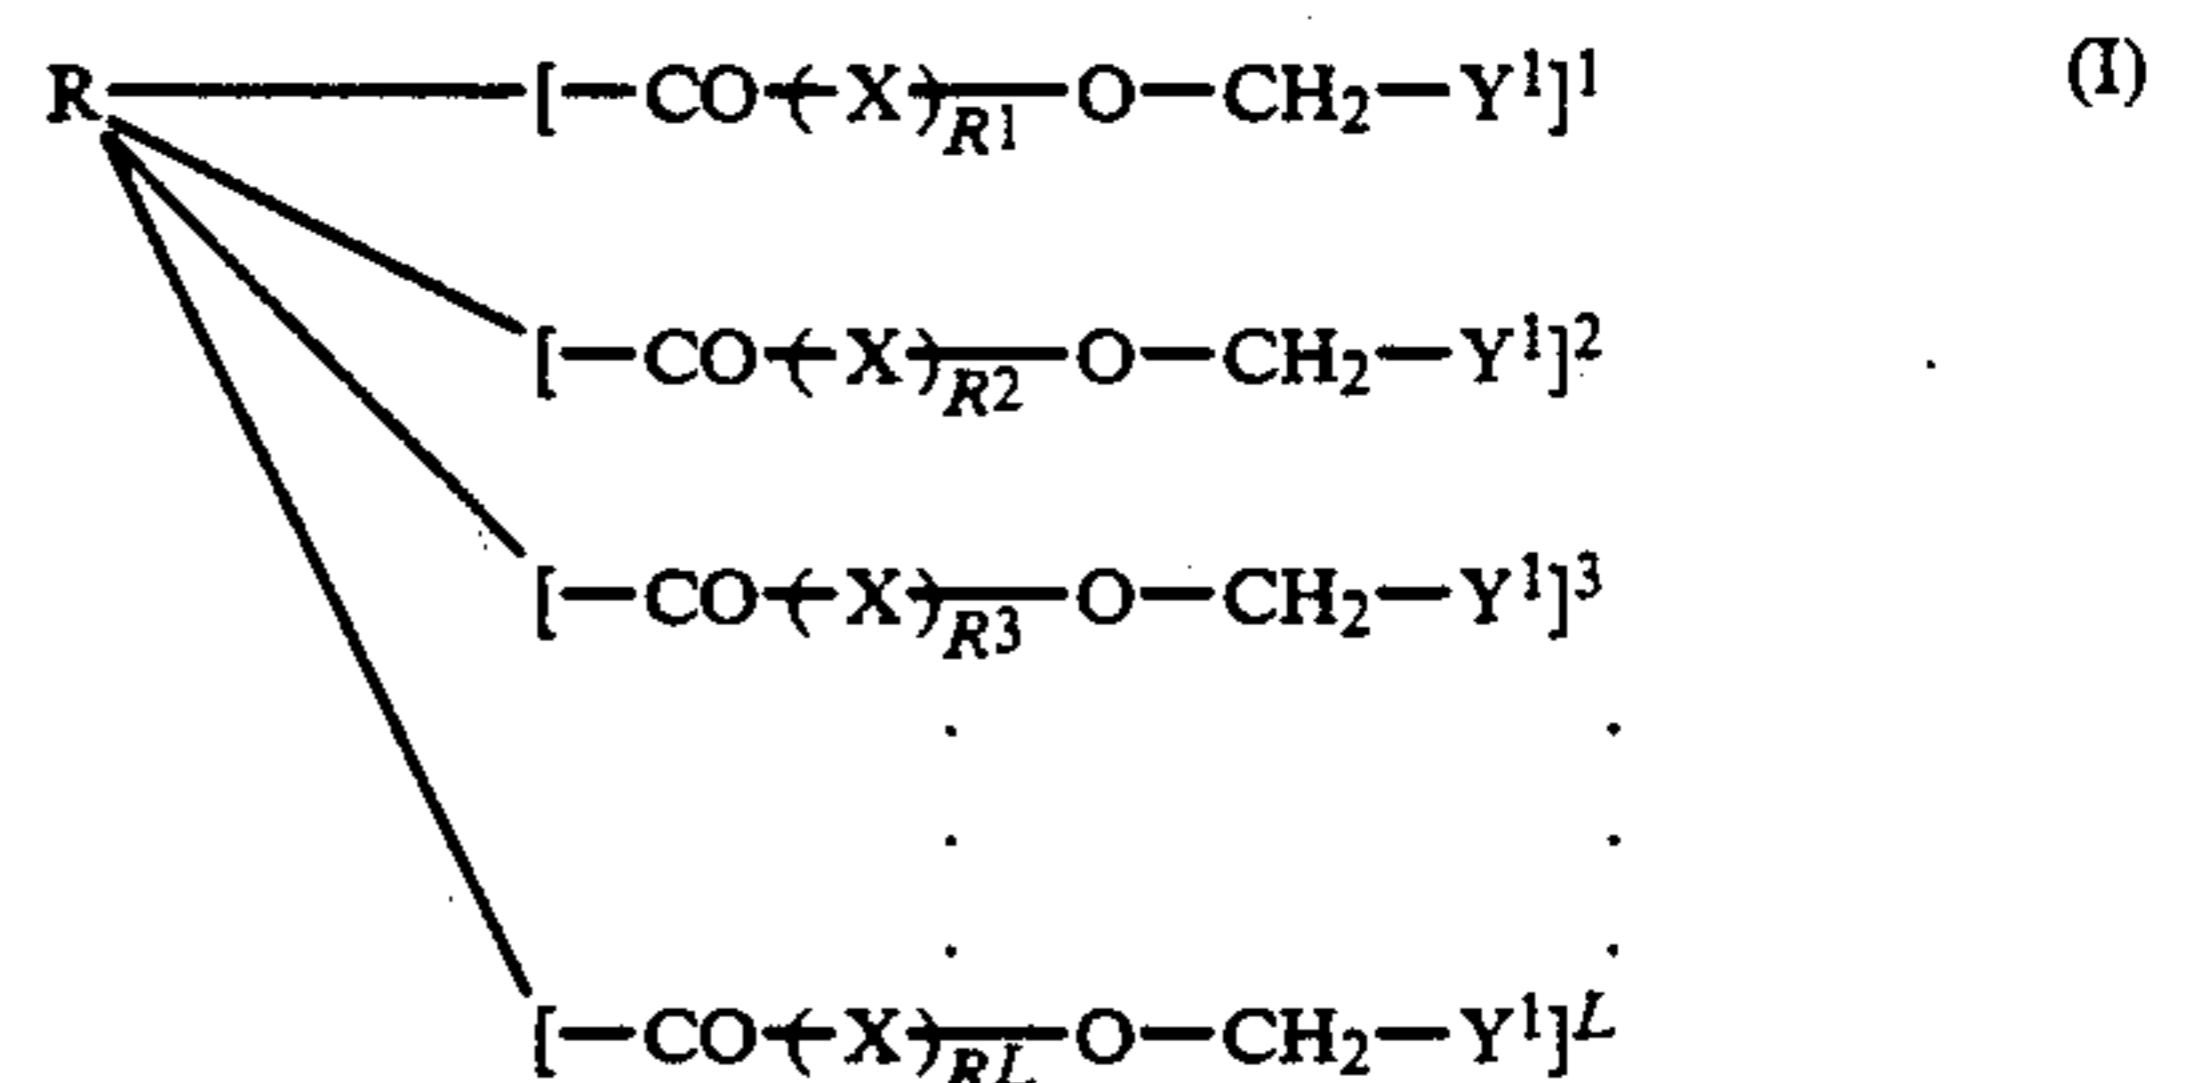 R—[—CO—(X)R1—O—CH2—Y1]1 (I)
[—CO—(X)R2—O—CH2—Y1]2
[—CO—(X)R3—O—CH2—Y1]3
. .
. .
. .
[—CO—(X)RL—O—CH2—Y1]L